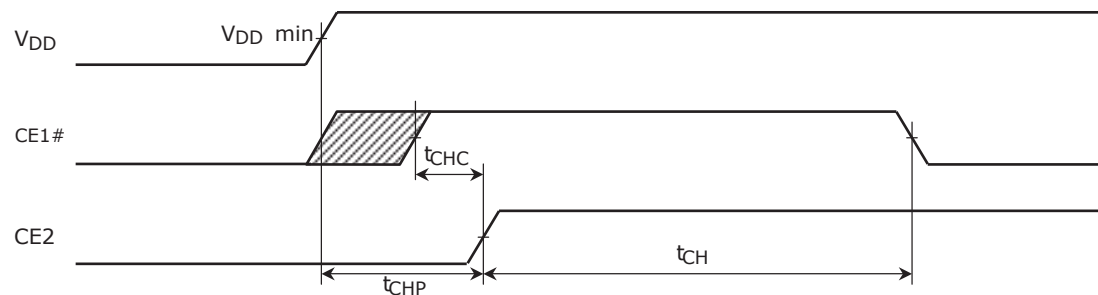 VDD
VDD min
CE1#
tCHC
CE2
tCH
tCHP